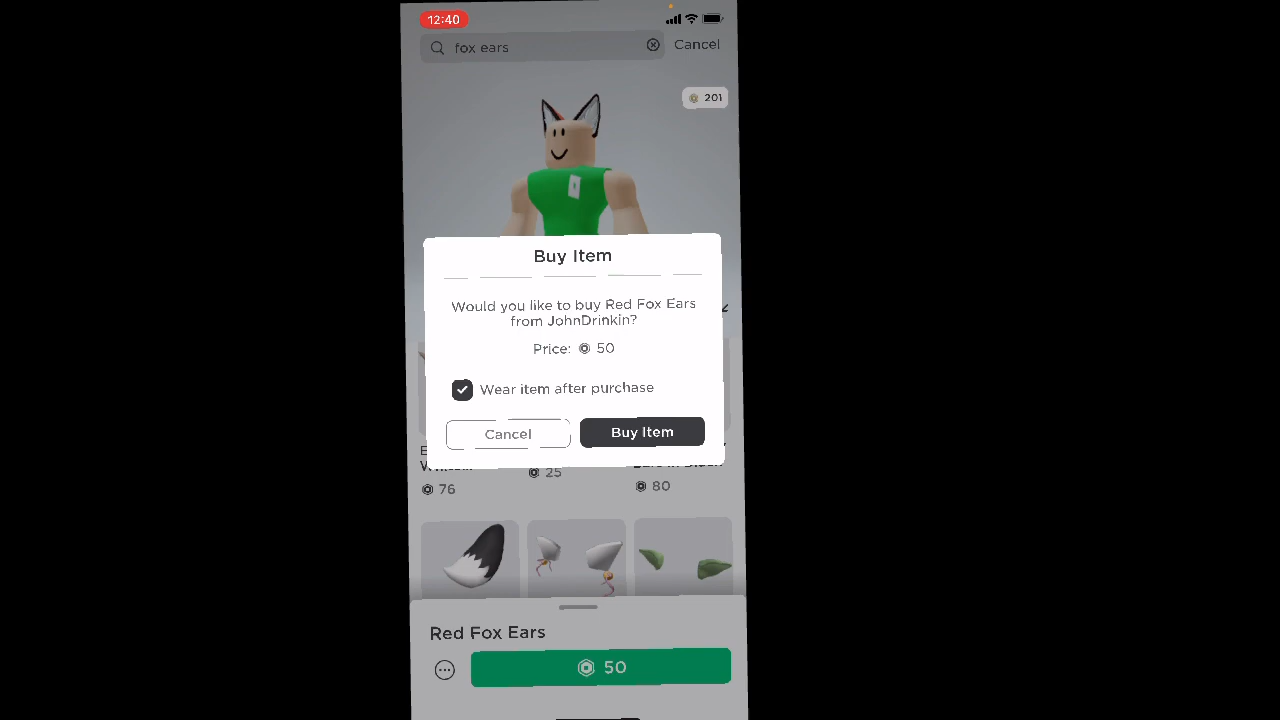 12:40
fox ears
Cancel
201
Buy Item
Would you like to buy Red Fox Ears
from JohnDrinkin?
Price: 50
Wear item after purchase
Cancel
Buy Item
76
25
80
Red Fox Ears
50